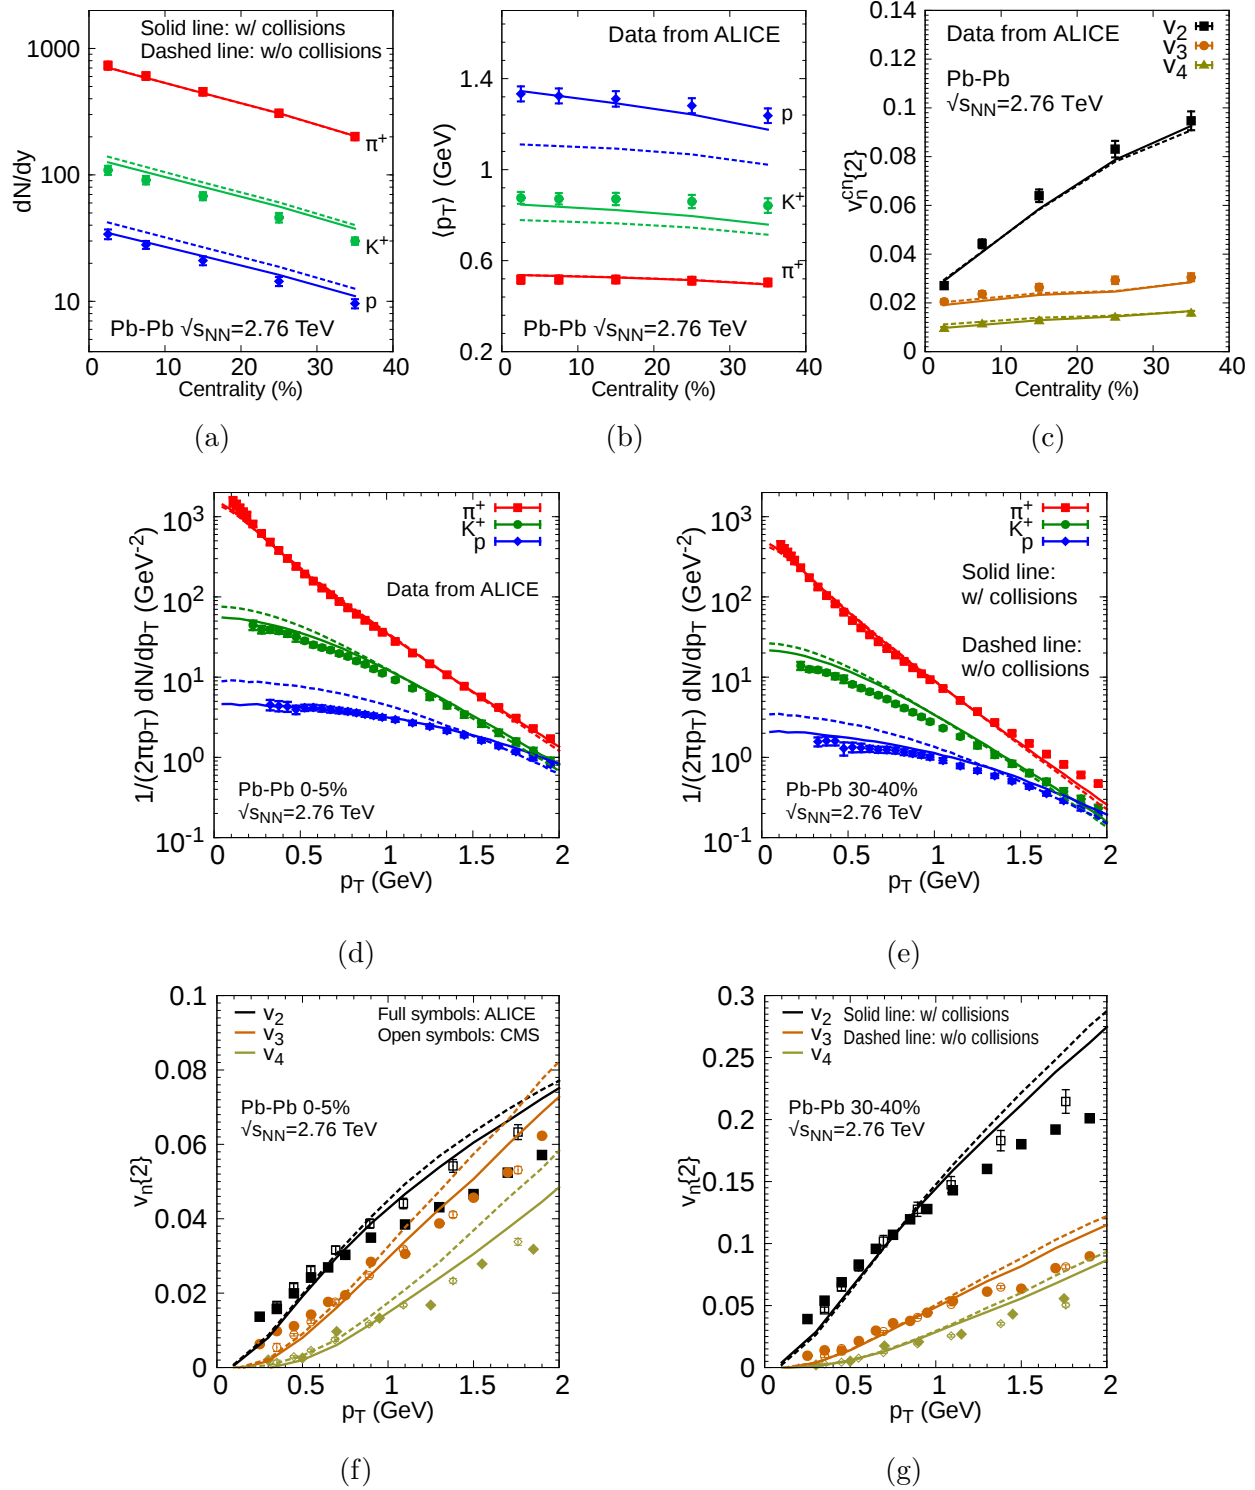 Solid line: w/ collisions
Dashed line: w/o collisions
1000
100
10
dN/dy
π⁺
K⁺
p
Pb-Pb √sNN=2.76 TeV
0 10 20 30 40
Centrality (%)
(a)
Data from ALICE
1.4
1
0.6
0.2
⟨pT⟩ (GeV)
p
K⁺
π⁺
Pb-Pb √sNN=2.76 TeV
0 10 20 30 40
Centrality (%)
(b)
0.14
0.12
0.1
0.08
0.06
0.04
0.02
0
vn^cn{2}
Data from ALICE
Pb-Pb
√sNN=2.76 TeV
v2
v3
v4
0 10 20 30 40
Centrality (%)
(c)
10³
10²
10¹
10⁰
10⁻¹
1/(2πpT) dN/dpT (GeV⁻²)
π⁺
K⁺
p
Data from ALICE
Pb-Pb 0-5%
√sNN=2.76 TeV
0 0.5 1 1.5 2
pT (GeV)
(d)
10³
10²
10¹
10⁰
10⁻¹
1/(2πpT) dN/dpT (GeV⁻²)
π⁺
K⁺
p
Solid line:
w/ collisions
Dashed line:
w/o collisions
Pb-Pb 30-40%
√sNN=2.76 TeV
0 0.5 1 1.5 2
pT (GeV)
(e)
0.1
0.08
0.06
0.04
0.02
0
vn{2}
v2
v3
v4
Full symbols: ALICE
Open symbols: CMS
Pb-Pb 0-5%
√sNN=2.76 TeV
0 0.5 1 1.5 2
pT (GeV)
(f)
0.3
0.25
0.2
0.15
0.1
0.05
0
vn{2}
v2
v3
v4
Solid line: w/ collisions
Dashed line: w/o collisions
Pb-Pb 30-40%
√sNN=2.76 TeV
0 0.5 1 1.5 2
pT (GeV)
(g)